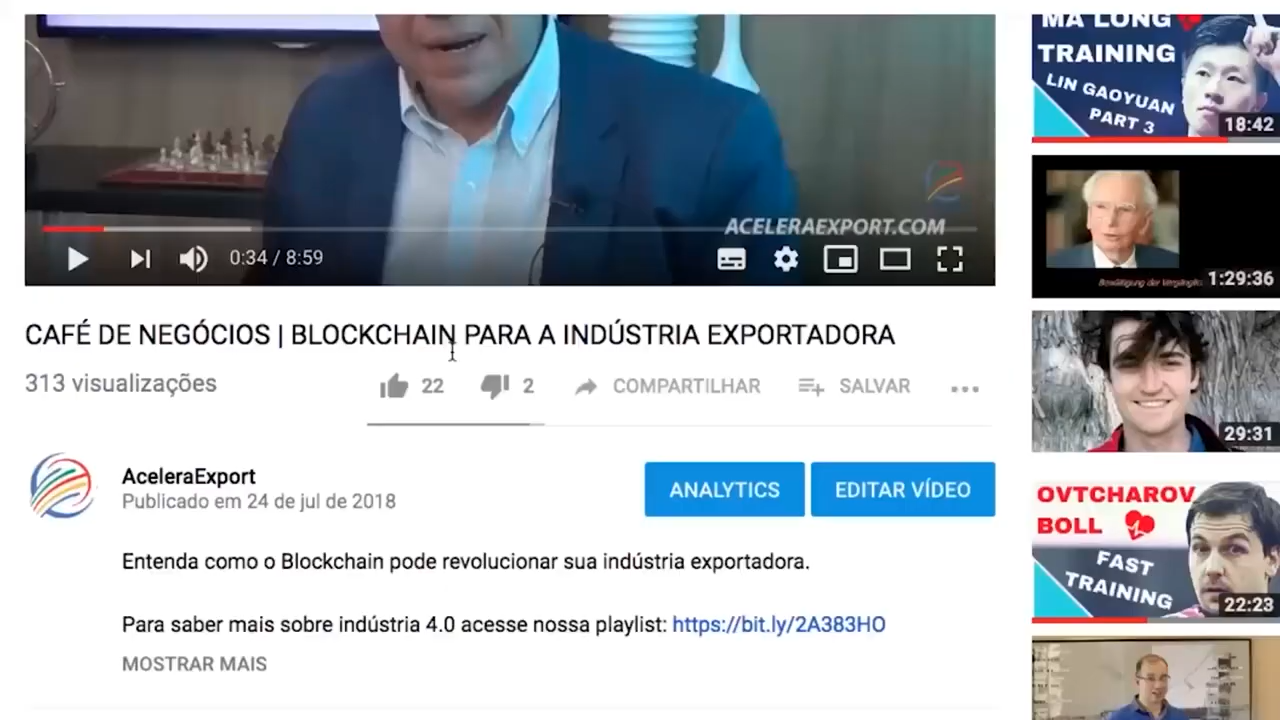 ACELERAEXPORT.COM
0:34 / 8:59
CAFÉ DE NEGÓCIOS | BLOCKCHAIN PARA A INDÚSTRIA EXPORTADORA
313 visualizações
22
2
COMPARTILHAR
SALVAR
AceleraExport
Publicado em 24 de jul de 2018
ANALYTICS
EDITAR VÍDEO
Entenda como o Blockchain pode revolucionar sua indústria exportadora.
Para saber mais sobre indústria 4.0 acesse nossa playlist: https://bit.ly/2A383HO
MOSTRAR MAIS
MA LONG
TRAINING
LIN GAOYUAN
PART 3
18:42
1:29:36
29:31
OVTCHAROV
BOLL
FAST
TRAINING
22:23